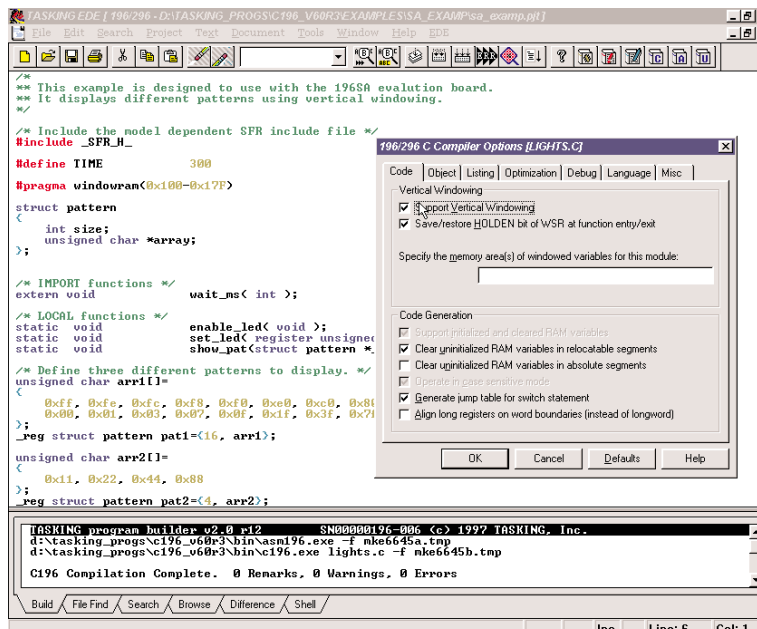 TASKING EDE [ 196/296 - D:\TASKING_PROGS\C196_V60R3\EXAMPLES\SA_EXAMP\sa_examp.pjt ]
File Edit Search Project Text Document Tools Window Help EDE
/*
** This example is designed to use with the 196SA evalution board.
** It displays different patterns using vertical windowing.
*/
/* Include the model dependent SFR include file */
#include _SFR_H_
#define TIME 300
#pragma windowram(0x100-0x17F)
struct pattern
{
int size;
unsigned char *array;
};
/* IMPORT functions */
extern void wait_ms( int );
/* LOCAL functions */
static void enable_led( void );
static void set_led( register unsigned
static void show_pat(struct pattern *_
/* Define three different patterns to display. */
unsigned char arr1[]=
{
0xff, 0xfe, 0xfc, 0xf8, 0xf0, 0xe0, 0xc0, 0x80
0x00, 0x01, 0x03, 0x07, 0x0f, 0x1f, 0x3f, 0x7f
};
_reg struct pattern pat1={16, arr1};
unsigned char arr2[]=
{
0x11, 0x22, 0x44, 0x88
};
_reg struct pattern pat2={4, arr2};
196/296 C Compiler Options [LIGHTS.C]
Code Object Listing Optimization Debug Language Misc
Vertical Windowing
Support Vertical Windowing
Save/restore HOLDEN bit of WSR at function entry/exit
Specify the memory area(s) of windowed variables for this module:
Code Generation
Support initialized and cleared RAM variables
Clear uninitialized RAM variables in relocatable segments
Clear uninitialized RAM variables in absolute segments
Operate in case sensitive mode
Generate jump table for switch statement
Align long registers on word boundaries (instead of longword)
OK Cancel Defaults Help
TASKING program builder v2.0 r12 SN00000196-006 (c) 1997 TASKING, Inc.
d:\tasking_progs\c196_v60r3\bin\asm196.exe -f mke6645a.tmp
d:\tasking_progs\c196_v60r3\bin\c196.exe lights.c -f mke6645b.tmp
C196 Compilation Complete. 0 Remarks, 0 Warnings, 0 Errors
Build File Find Search Browse Difference Shell
Ins Line: 6 Col: 1